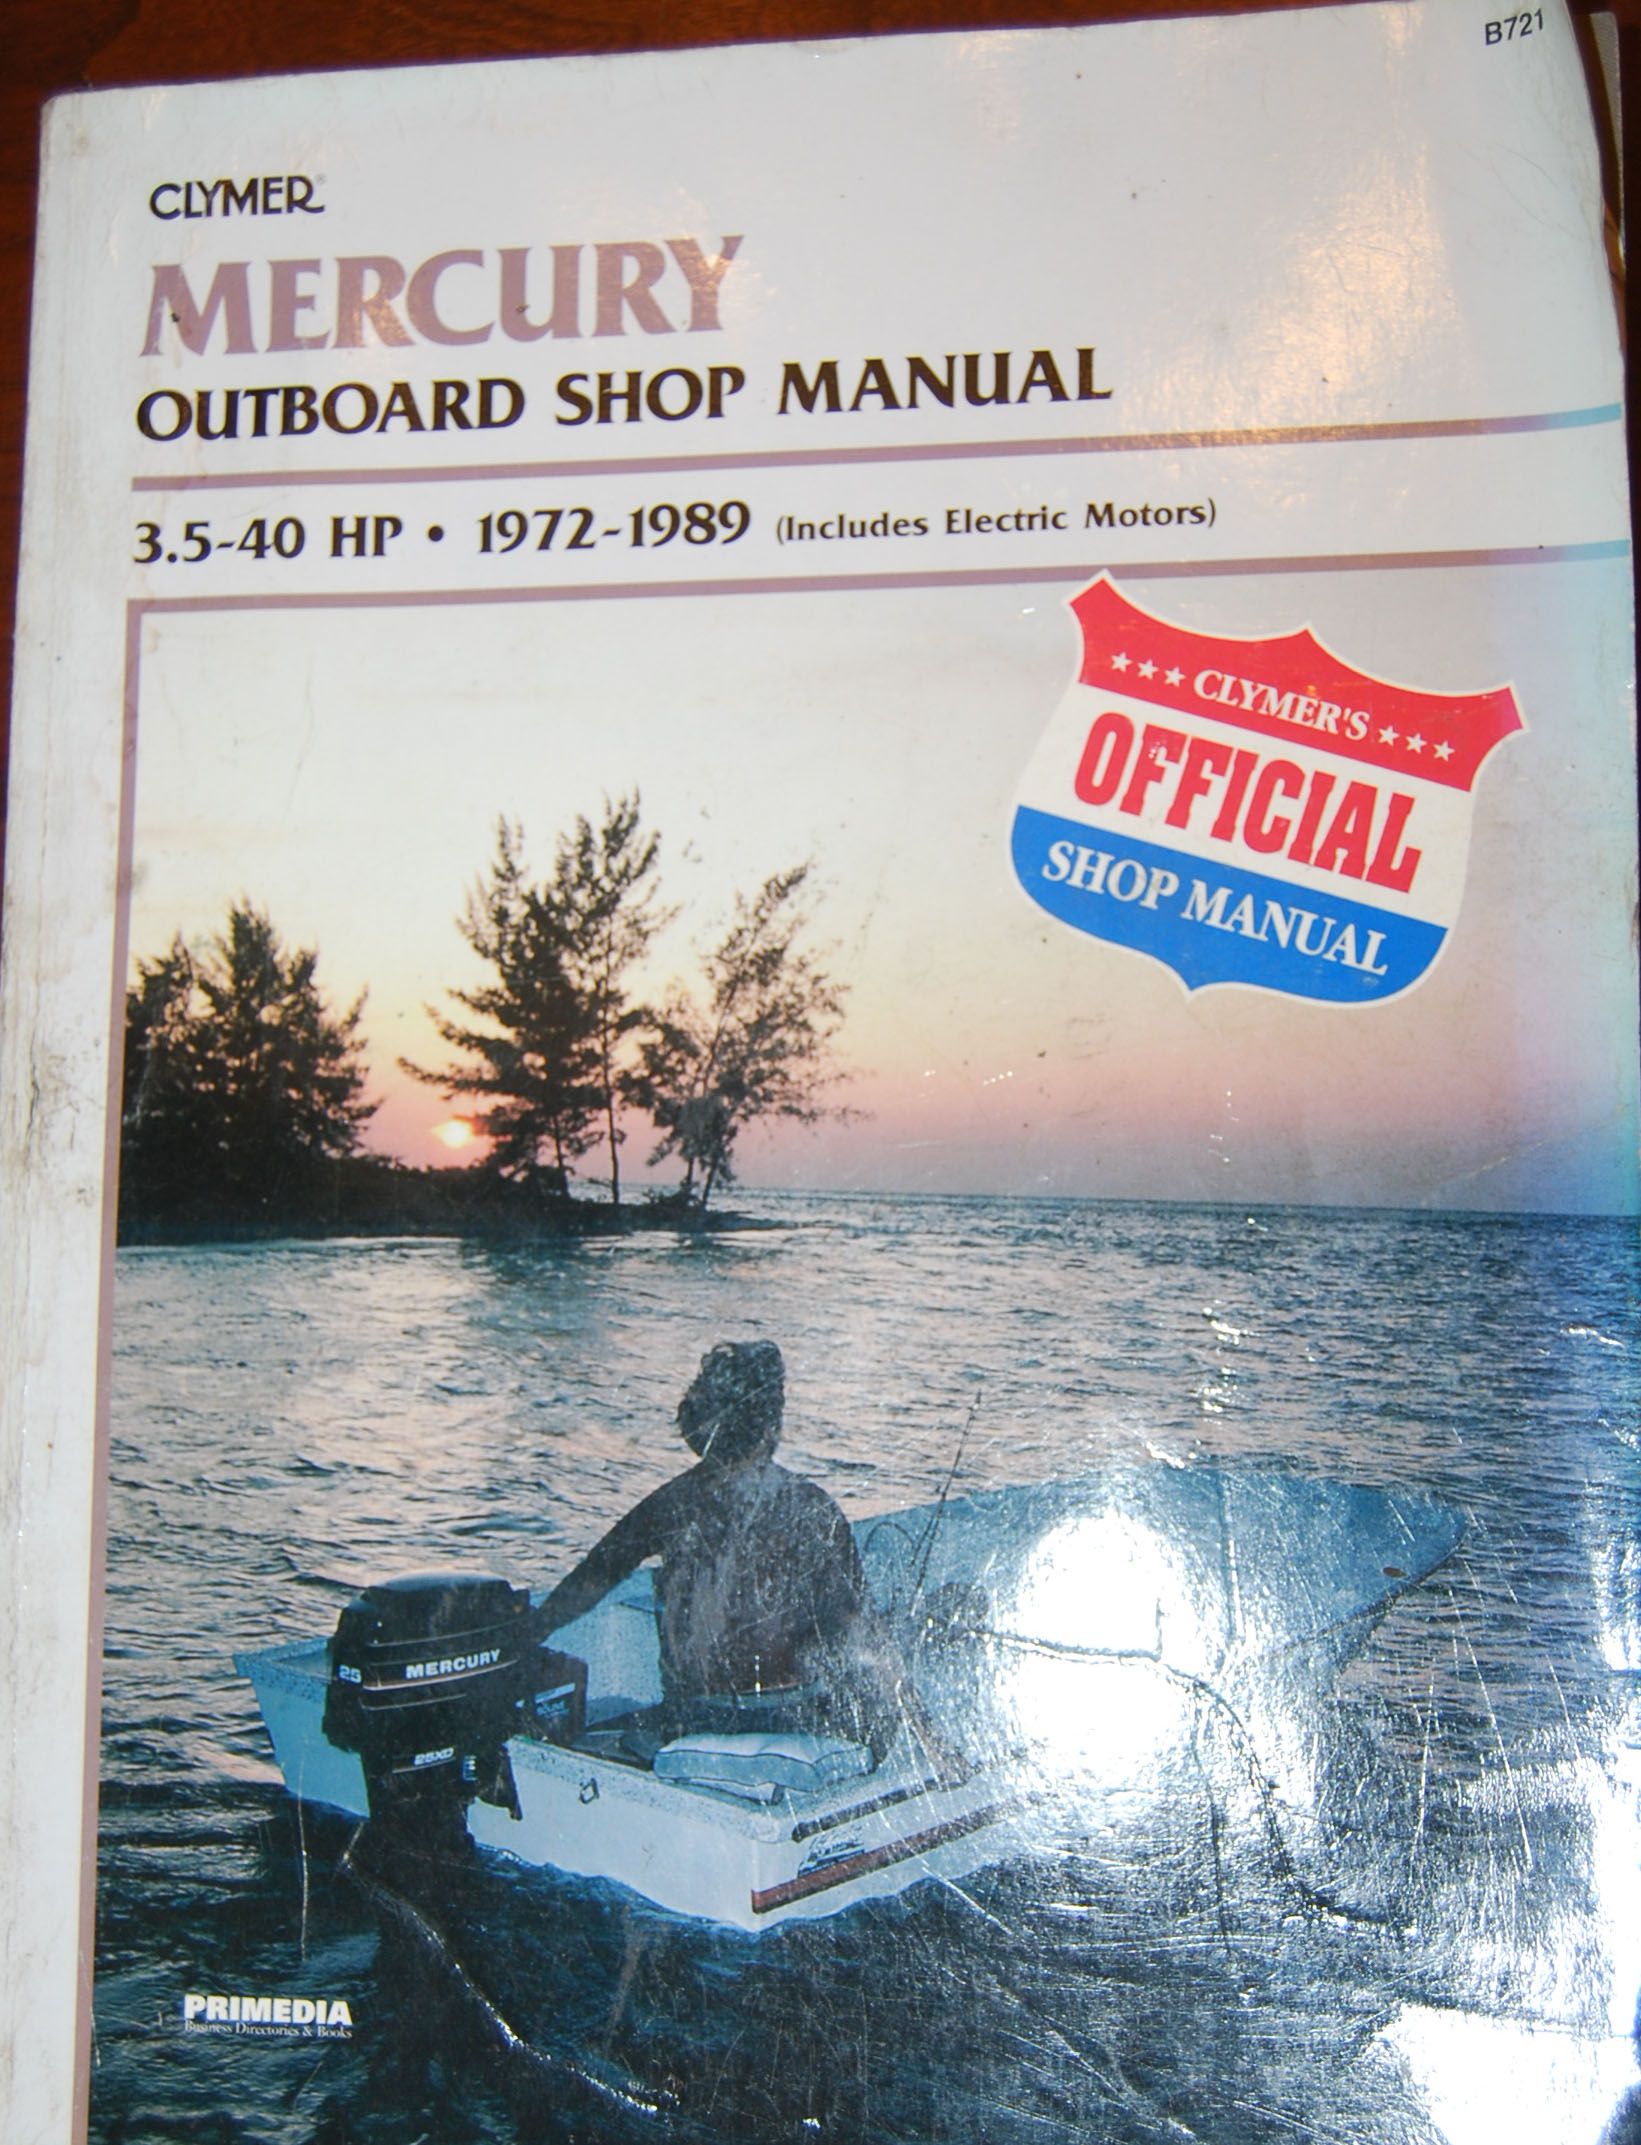 B721
CLYMER®
MERCURY
OUTBOARD SHOP MANUAL
3.5-40 HP • 1972-1989 (Includes Electric Motors)
★★★ CLYMER'S ★★★
OFFICIAL
SHOP MANUAL
25 MERCURY
25XD
PRIMEDIA
Business Directories & Books